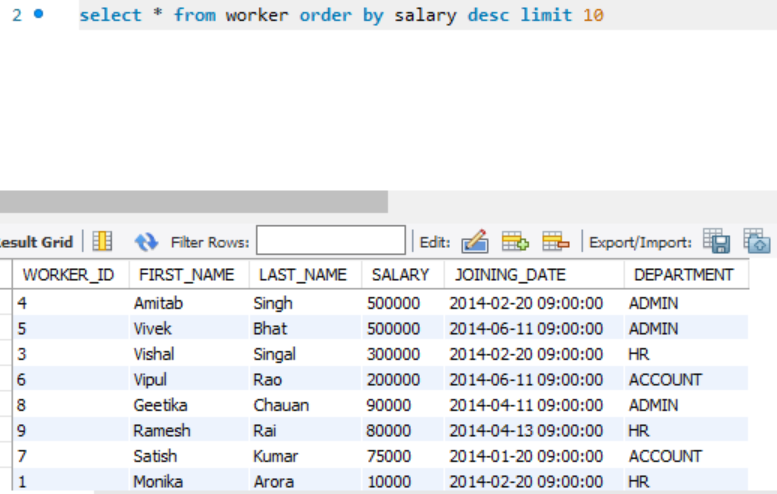 2 select * from worker order by salary desc limit 10
esult Grid Filter Rows: Edit: Export/Import:
WORKER_ID FIRST_NAME LAST_NAME SALARY JOINING_DATE DEPARTMENT
4 Amitab Singh 500000 2014-02-20 09:00:00 ADMIN
5 Vivek Bhat 500000 2014-06-11 09:00:00 ADMIN
3 Vishal Singal 300000 2014-02-20 09:00:00 HR
6 Vipul Rao 200000 2014-06-11 09:00:00 ACCOUNT
8 Geetika Chauan 90000 2014-04-11 09:00:00 ADMIN
9 Ramesh Rai 80000 2014-04-13 09:00:00 HR
7 Satish Kumar 75000 2014-01-20 09:00:00 ACCOUNT
1 Monika Arora 10000 2014-02-20 09:00:00 HR